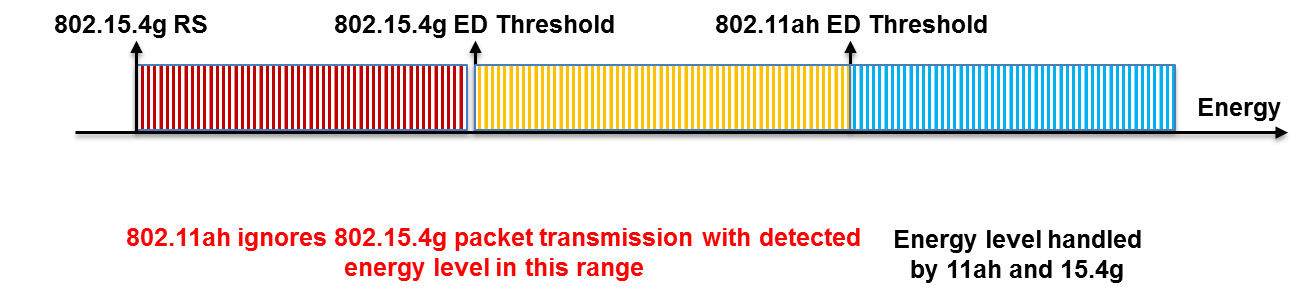 802.15.4g RS
802.15.4g ED Threshold
802.11ah ED Threshold
Energy
802.11ah ignores 802.15.4g packet transmission with detected
energy level in this range
Energy level handled
by 11ah and 15.4g